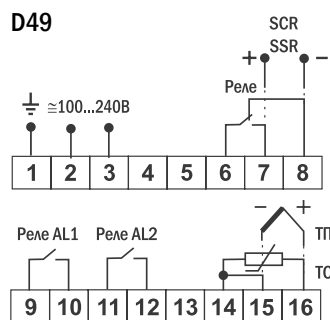 D49
SCR
SSR
+ −
≅100...240В
Реле
1 2 3 4 5 6 7 8
− +
Реле AL1 Реле AL2
ТП
ТС
9 10 11 12 13 14 15 16